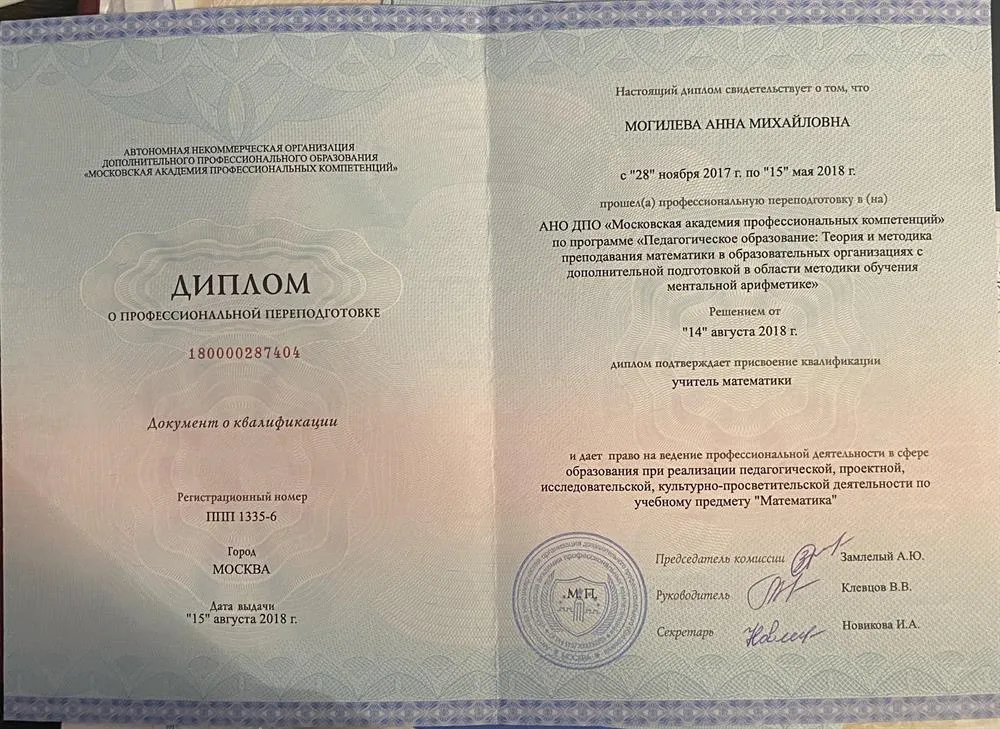 АВТОНОМНАЯ НЕКОММЕРЧЕСКАЯ ОРГАНИЗАЦИЯ
ДОПОЛНИТЕЛЬНОГО ПРОФЕССИОНАЛЬНОГО ОБРАЗОВАНИЯ
«МОСКОВСКАЯ АКАДЕМИЯ ПРОФЕССИОНАЛЬНЫХ КОМПЕТЕНЦИЙ»
ДИПЛОМ
О ПРОФЕССИОНАЛЬНОЙ ПЕРЕПОДГОТОВКЕ
180000287404
Документ о квалификации
Регистрационный номер
ППП 1335-6
Город
МОСКВА
Дата выдачи
"15" августа 2018 г.
Настоящий диплом свидетельствует о том, что
МОГИЛЕВА АННА МИХАЙЛОВНА
с "28" ноября 2017 г. по "15" мая 2018 г.
прошел(а) профессиональную переподготовку в (на)
АНО ДПО «Московская академия профессиональных компетенций»
по программе «Педагогическое образование: Теория и методика
преподавания математики в образовательных организациях с
дополнительной подготовкой в области методики обучения
ментальной арифметике»
Решением от
"14" августа 2018 г.
диплом подтверждает присвоение квалификации
учитель математики
и дает право на ведение профессиональной деятельности в сфере
образования при реализации педагогической, проектной,
исследовательской, культурно-просветительской деятельности по
учебному предмету "Математика"
Председатель комиссии Замлелый А.Ю.
М.П.
Руководитель Клевцов В.В.
Секретарь Новикова И.А.
МОСКВА